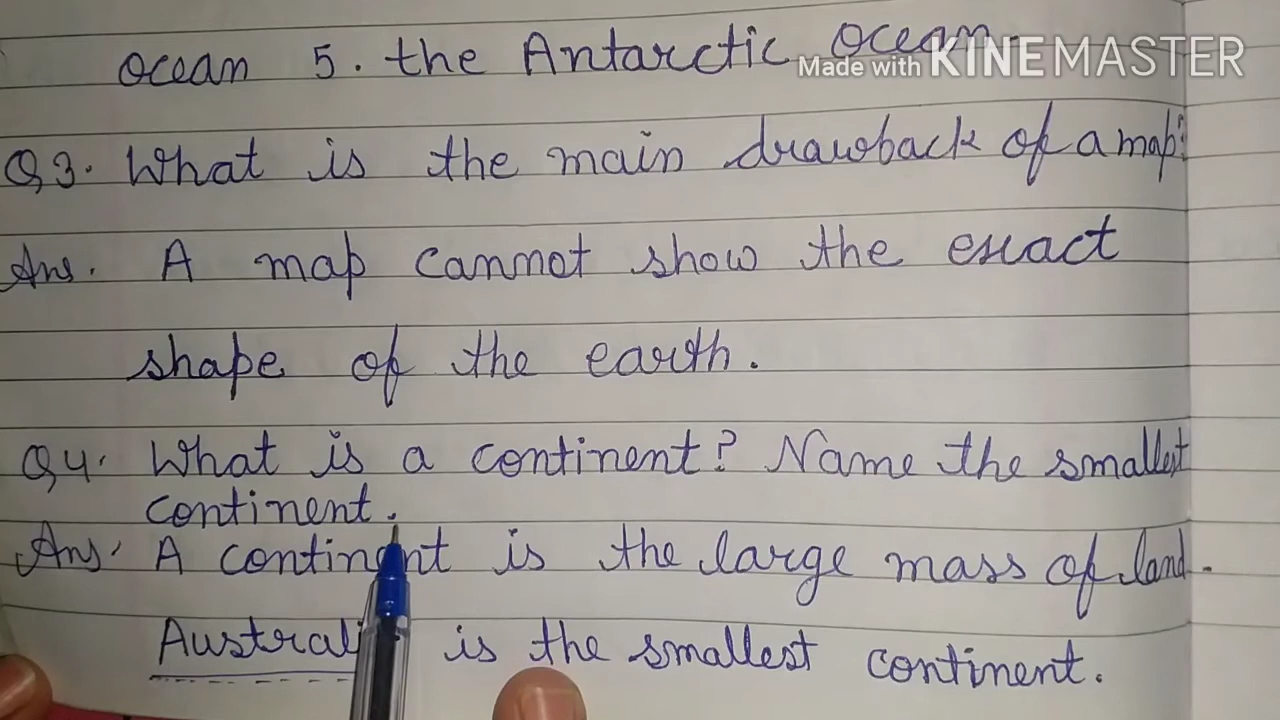 ocean 5. the Antarctic ocean.
Made with KINEMASTER
Q3. What is the main drawback of a map?
Ans. A map cannot show the exact
shape of the earth.
Q4. What is a continent? Name the smallest
continent.
Ans. A continent is the large mass of land.
Australi is the smallest continent.